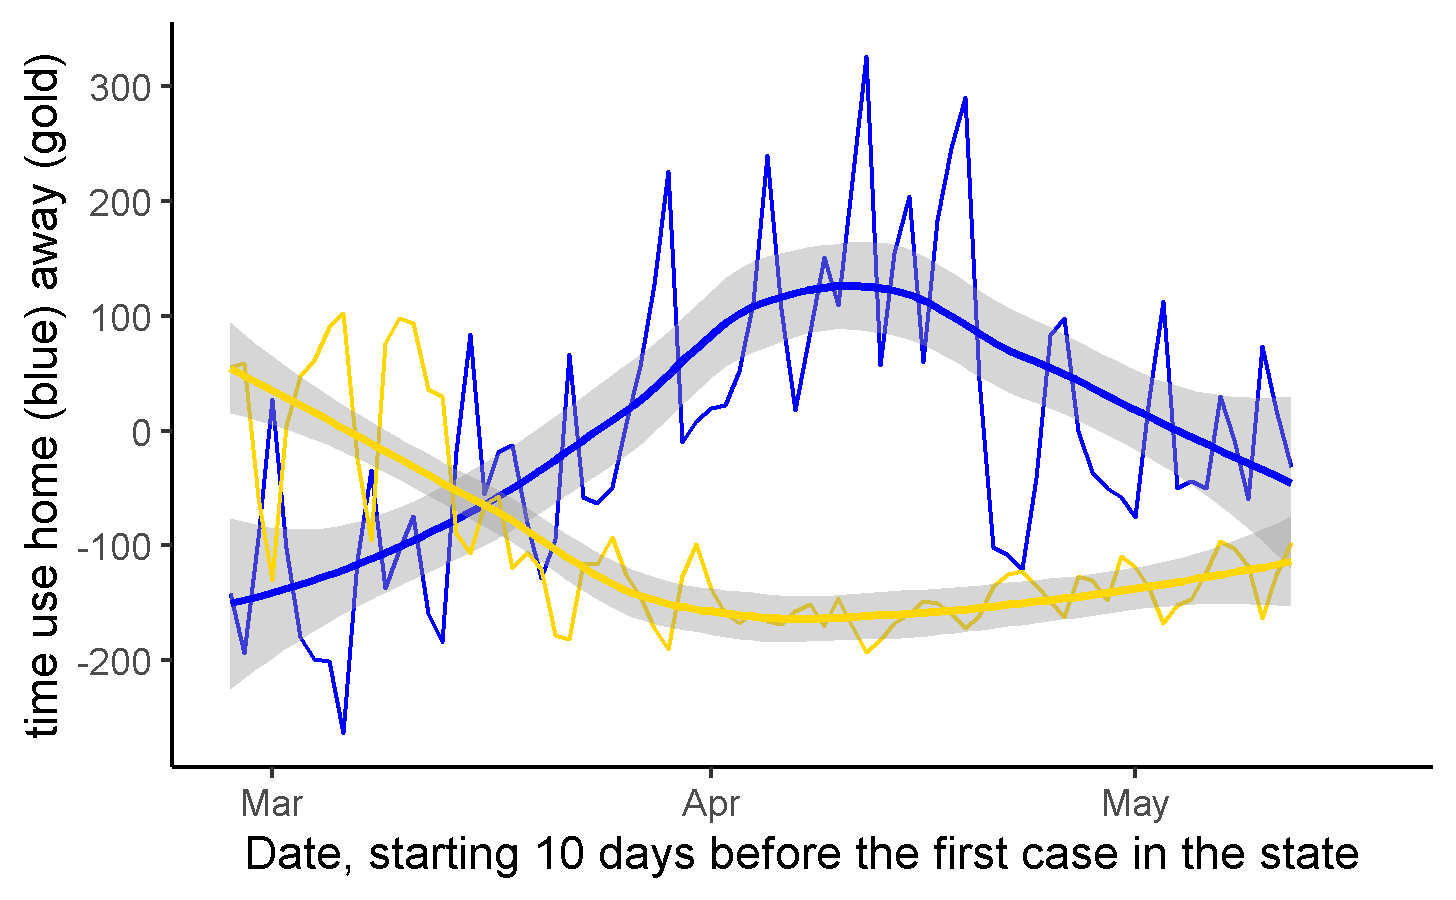 time use home (blue) away (gold)
300
200
100
0
-100
-200
Mar Apr May
Date, starting 10 days before the first case in the state